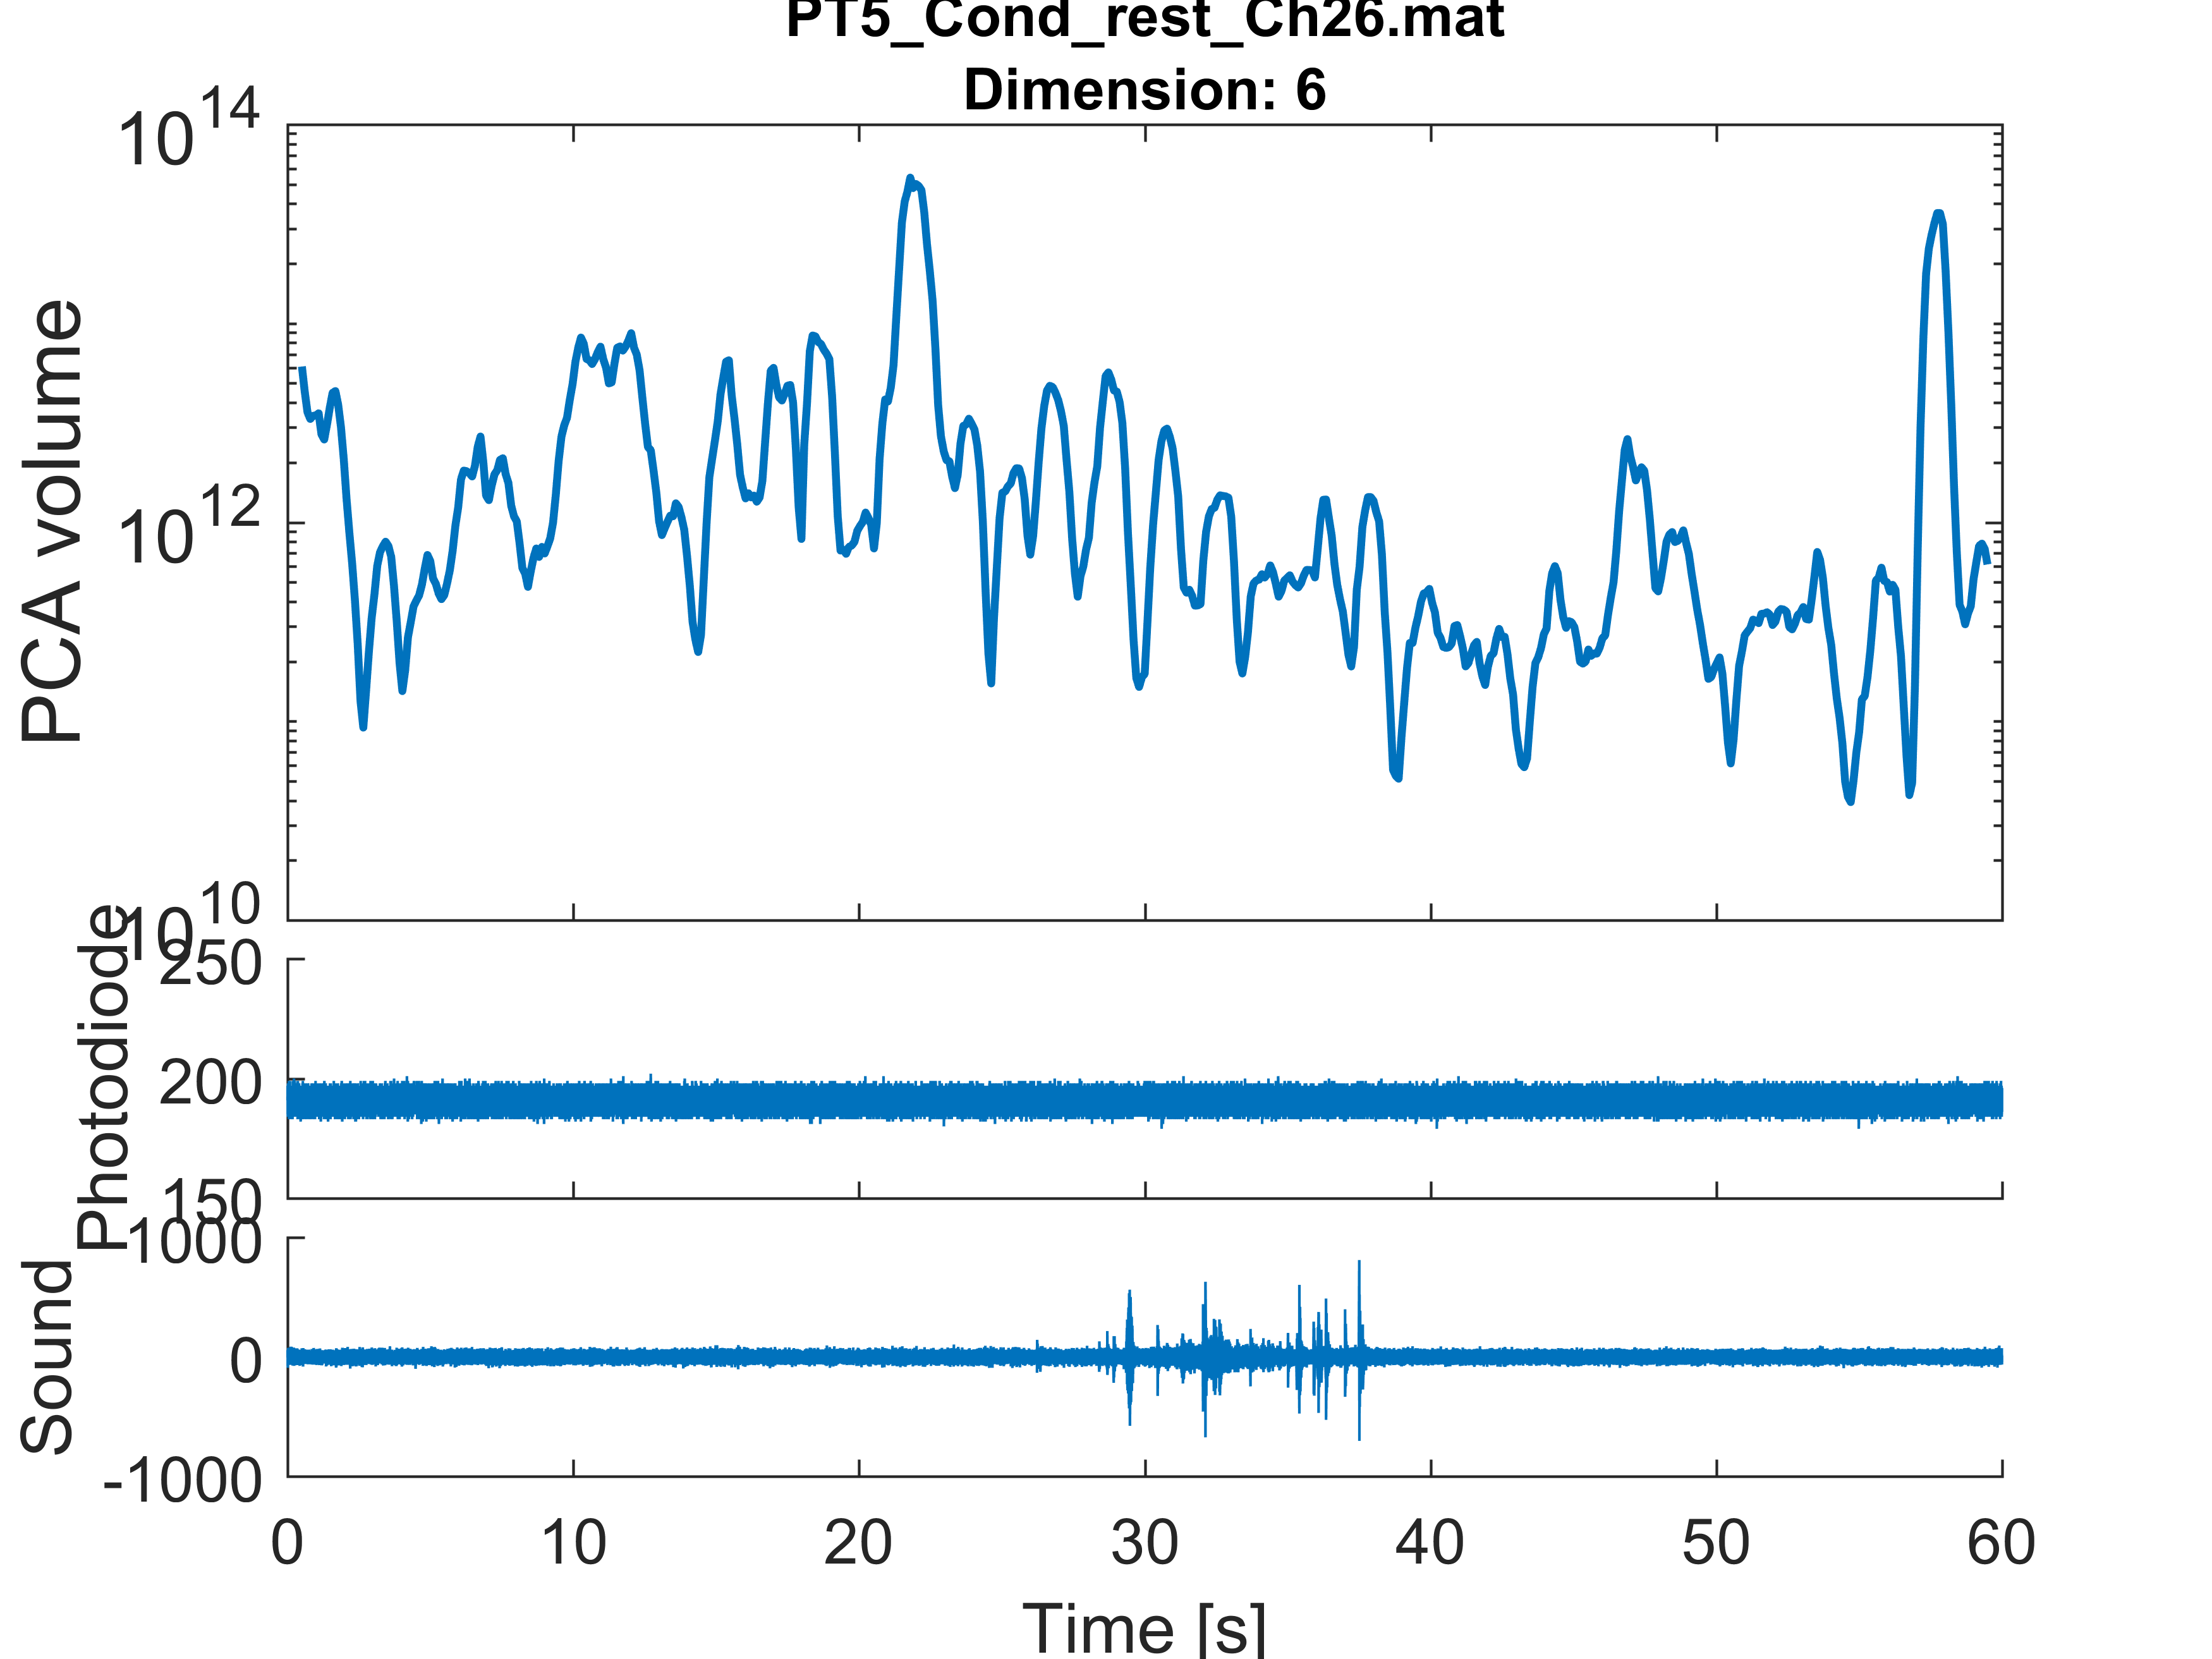 PT5_Cond_rest_Ch26.mat
Dimension: 6
PCA volume
10^14
10^12
10^10
Photodiode
250
200
150
Sound
1000
0
-1000
0 10 20 30 40 50 60
Time [s]